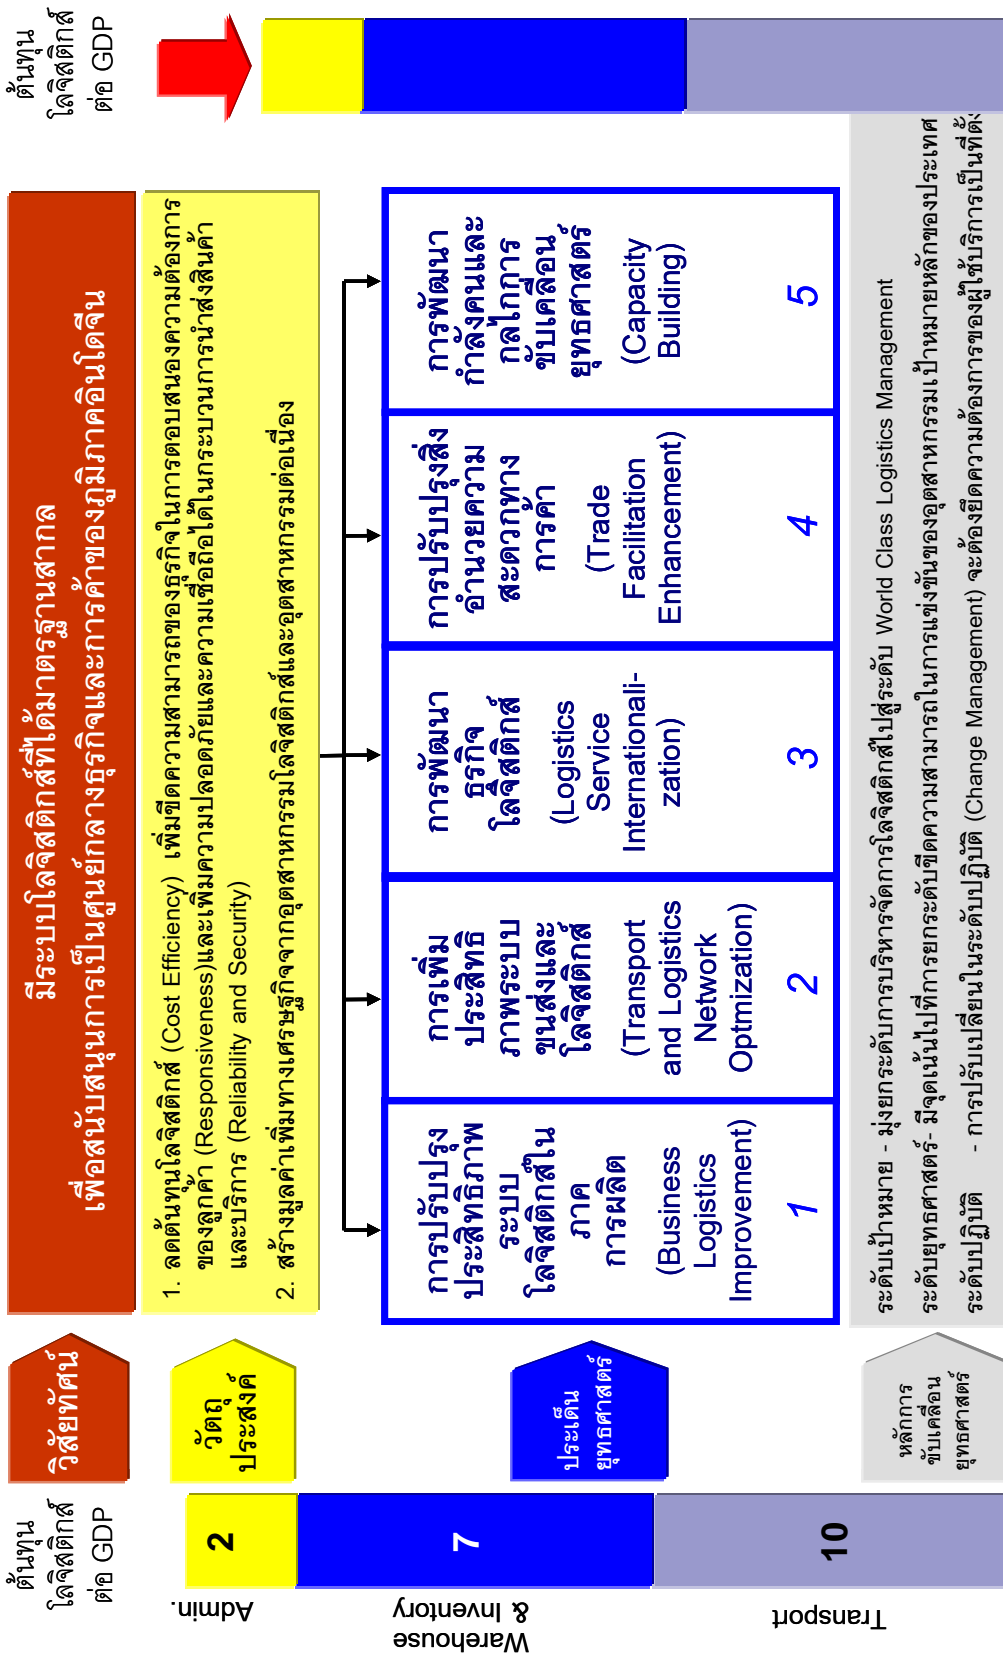 ต้นทุน
โลจิสติกส์
ต่อ GDP
2
7
10
Admin.
Warehouse
& Inventory
Transport
วิสัยทัศน์
มีระบบโลจิสติกส์ที่ได้มาตรฐานสากล
เพื่อสนับสนุนการเป็นศูนย์กลางธุรกิจและการค้าของภูมิภาคอินโดจีน
วัตถุ
ประสงค์
1. ลดต้นทุนโลจิสติกส์ (Cost Efficiency) เพิ่มขีดความสามารถของธุรกิจในการตอบสนองความต้องการ
ของลูกค้า (Responsiveness)และเพิ่มความปลอดภัยและความเชื่อถือได้ในกระบวนการนำส่งสินค้า
และบริการ (Reliability and Security)
2. สร้างมูลค่าเพิ่มทางเศรษฐกิจจากอุตสาหกรรมโลจิสติกส์และอุตสาหกรรมต่อเนื่อง
ประเด็น
ยุทธศาสตร์
การปรับปรุง
ประสิทธิภาพ
ระบบ
โลจิสติกส์ใน
ภาค
การผลิต
(Business
Logistics
Improvement)
1
การเพิ่ม
ประสิทธิ
ภาพระบบ
ขนส่งและ
โลจิสติกส์
(Transport
and Logistics
Network
Optmization)
2
การพัฒนา
ธุรกิจ
โลจิสติกส์
(Logistics
Service
Internationali-
zation)
3
การปรับปรุงสิ่ง
อำนวยความ
สะดวกทาง
การค้า
(Trade
Facilitation
Enhancement)
4
การพัฒนา
กำลังคนและ
กลไกการ
ขับเคลื่อน
ยุทธศาสตร์
(Capacity
Building)
5
หลักการ
ขับเคลื่อน
ยุทธศาสตร์
ระดับเป้าหมาย - มุ่งยกระดับการบริหารจัดการโลจิสติกส์ไปสู่ระดับ World Class Logistics Management
ระดับยุทธศาสตร์- มีจุดเน้นไปที่การยกระดับขีดความสามารถในการแข่งขันของอุตสาหกรรมเป้าหมายหลักของประเทศ
ระดับปฏิบัติ - การปรับเปลี่ยนในระดับปฏิบัติ (Change Management) จะต้องยึดความต้องการของผู้ใช้บริการเป็นที่ตั้ง
ต้นทุน
โลจิสติกส์
ต่อ GDP